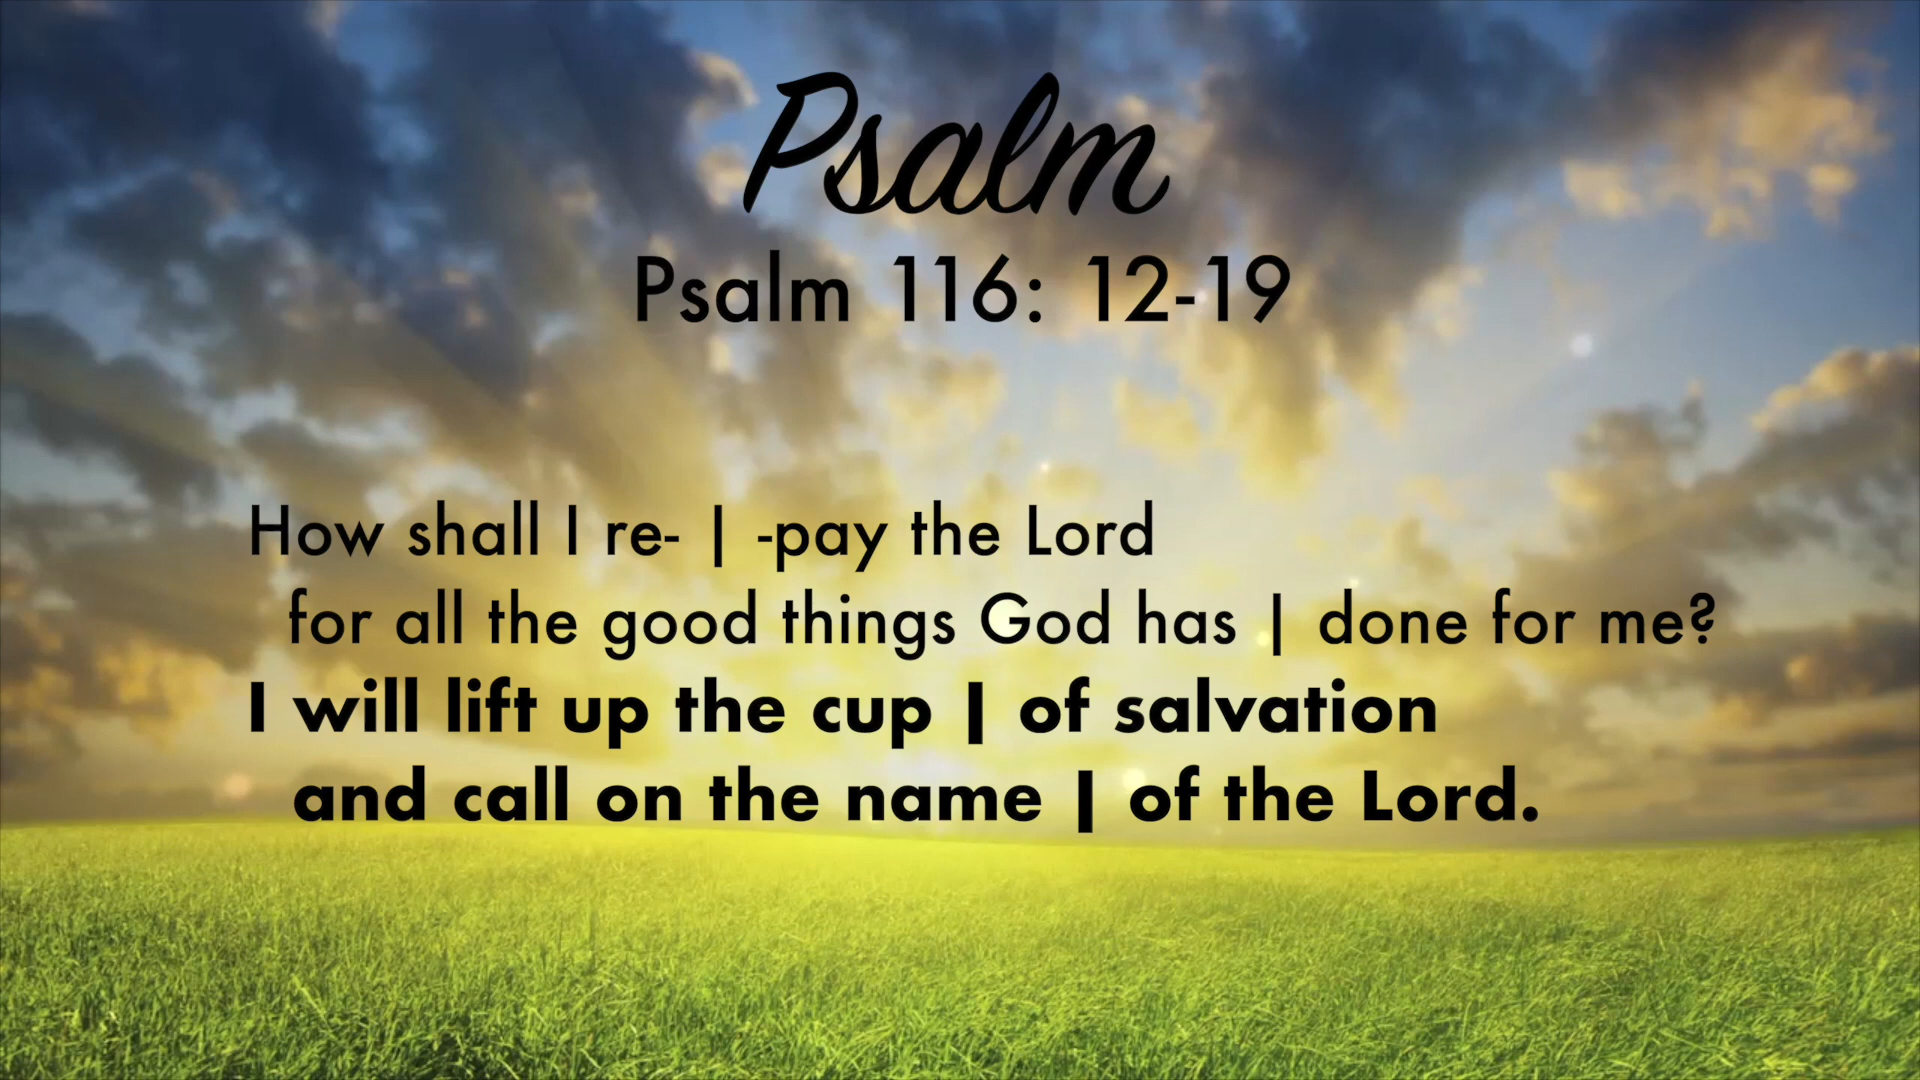 Psalm
Psalm 116: 12-19
How shall I re- | -pay the Lord
for all the good things God has | done for me?
I will lift up the cup | of salvation
and call on the name | of the Lord.